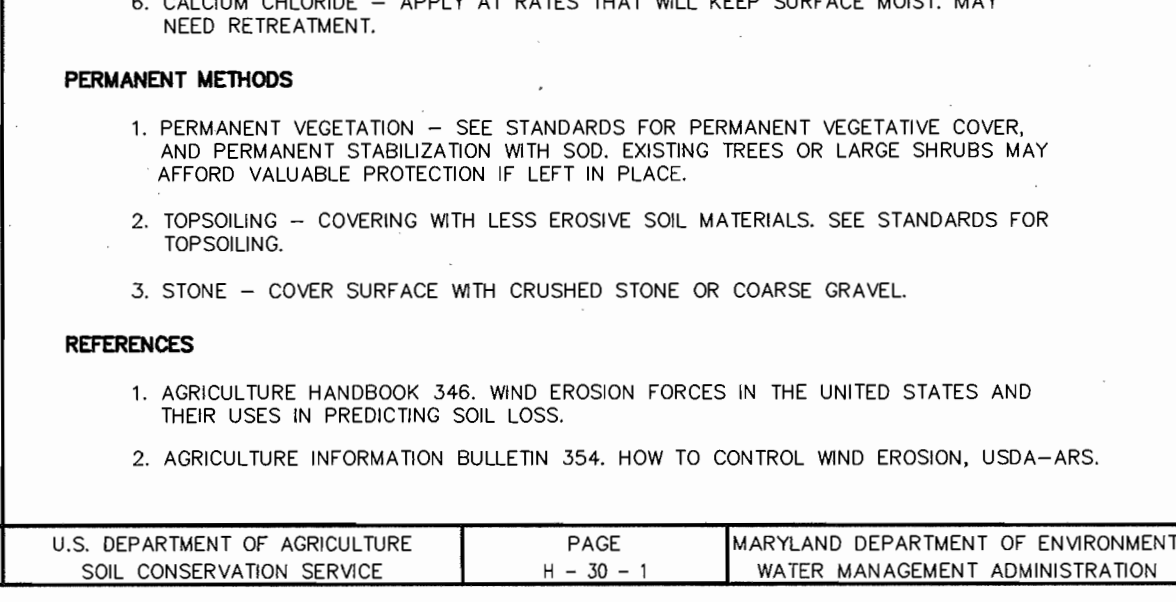 6. CALCIUM CHLORIDE – APPLY AT RATES THAT WILL KEEP SURFACE MOIST. MAY
NEED RETREATMENT.
PERMANENT METHODS
1. PERMANENT VEGETATION – SEE STANDARDS FOR PERMANENT VEGETATIVE COVER,
AND PERMANENT STABILIZATION WITH SOD. EXISTING TREES OR LARGE SHRUBS MAY
AFFORD VALUABLE PROTECTION IF LEFT IN PLACE.
2. TOPSOILING – COVERING WITH LESS EROSIVE SOIL MATERIALS. SEE STANDARDS FOR
TOPSOILING.
3. STONE – COVER SURFACE WITH CRUSHED STONE OR COARSE GRAVEL.
REFERENCES
1. AGRICULTURE HANDBOOK 346. WIND EROSION FORCES IN THE UNITED STATES AND
THEIR USES IN PREDICTING SOIL LOSS.
2. AGRICULTURE INFORMATION BULLETIN 354. HOW TO CONTROL WIND EROSION, USDA–ARS.
U.S. DEPARTMENT OF AGRICULTURE
SOIL CONSERVATION SERVICE
PAGE
H – 30 – 1
MARYLAND DEPARTMENT OF ENVIRONMENT
WATER MANAGEMENT ADMINISTRATION